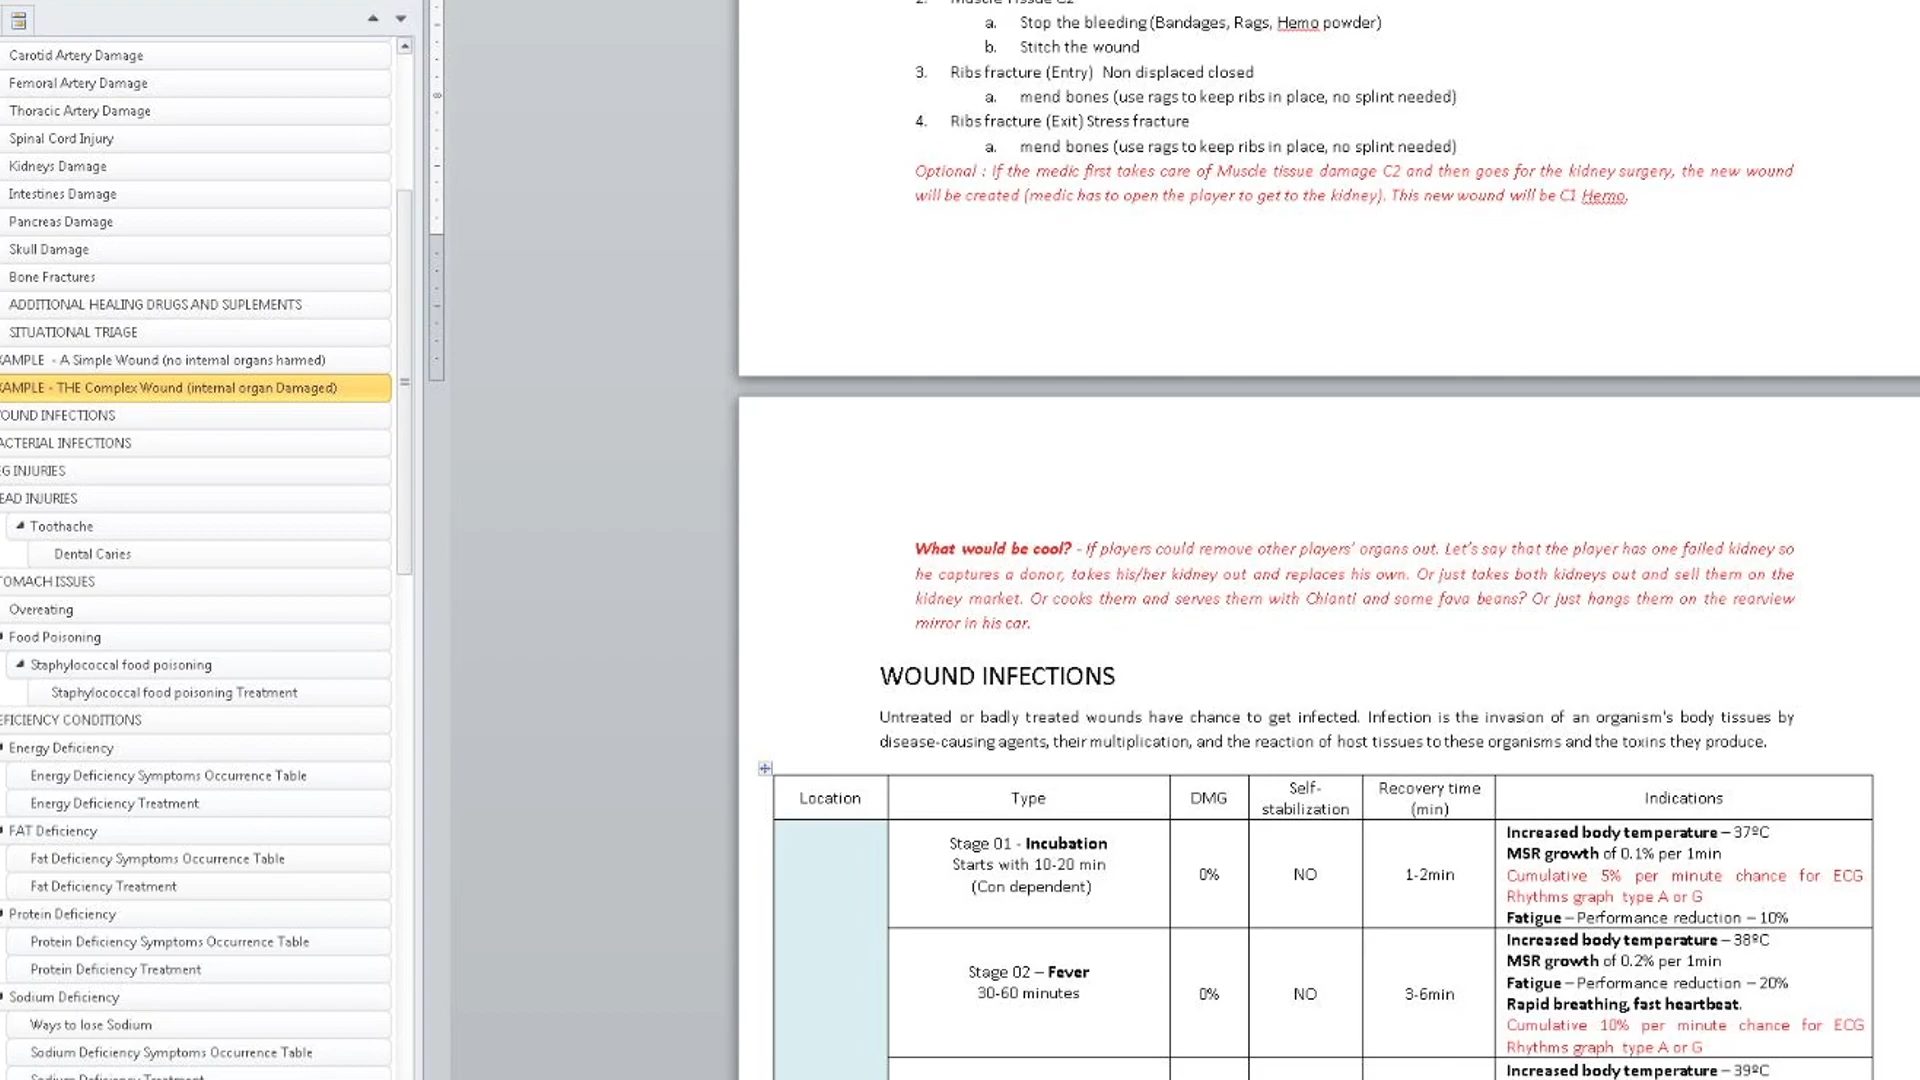 Carotid Artery Damage
Femoral Artery Damage
Thoracic Artery Damage
Spinal Cord Injury
Kidneys Damage
Intestines Damage
Pancreas Damage
Skull Damage
Bone Fractures
ADDITIONAL HEALING DRUGS AND SUPLEMENTS
SITUATIONAL TRIAGE
XAMPLE - A Simple Wound (no internal organs harmed)
XAMPLE - THE Complex Wound (internal organ Damaged)
OUND INFECTIONS
ACTERIAL INFECTIONS
G INJURIES
EAD INJURIES
Toothache
Dental Caries
TOMACH ISSUES
Overeating
Food Poisoning
Staphylococcal food poisoning
Staphylococcal food poisoning Treatment
EFICIENCY CONDITIONS
Energy Deficiency
Energy Deficiency Symptoms Occurrence Table
Energy Deficiency Treatment
FAT Deficiency
Fat Deficiency Symptoms Occurrence Table
Fat Deficiency Treatment
Protein Deficiency
Protein Deficiency Symptoms Occurrence Table
Protein Deficiency Treatment
Sodium Deficiency
Ways to lose Sodium
Sodium Deficiency Symptoms Occurrence Table
Sodium Deficiency Treatment
2. Muscle Tissue C2
a. Stop the bleeding (Bandages, Rags, Hemo powder)
b. Stitch the wound
3. Ribs fracture (Entry) Non displaced closed
a. mend bones (use rags to keep ribs in place, no splint needed)
4. Ribs fracture (Exit) Stress fracture
a. mend bones (use rags to keep ribs in place, no splint needed)
Optional : If the medic first takes care of Muscle tissue damage C2 and then goes for the kidney surgery, the new wound
will be created (medic has to open the player to get to the kidney). This new wound will be C1 Hemo,
What would be cool? - If players could remove other players' organs out. Let's say that the player has one failed kidney so
he captures a donor, takes his/her kidney out and replaces his own. Or just takes both kidneys out and sell them on the
kidney market. Or cooks them and serves them with Chianti and some fava beans? Or just hangs them on the rearview
mirror in his car.
WOUND INFECTIONS
Untreated or badly treated wounds have chance to get infected. Infection is the invasion of an organism's body tissues by
disease-causing agents, their multiplication, and the reaction of host tissues to these organisms and the toxins they produce.
Location
Type
DMG
Self-
stabilization
Recovery time
(min)
Indications
Stage 01 - Incubation
Starts with 10-20 min
(Con dependent)
0%
NO
1-2min
Increased body temperature – 37ºC
MSR growth of 0.1% per 1min
Cumulative 5% per minute chance for ECG
Rhythms graph type A or G
Fatigue – Performance reduction – 10%
Stage 02 – Fever
30-60 minutes
0%
NO
3-6min
Increased body temperature – 38ºC
MSR growth of 0.2% per 1min
Fatigue – Performance reduction – 20%
Rapid breathing, fast heartbeat.
Cumulative 10% per minute chance for ECG
Rhythms graph type A or G
Increased body temperature – 39ºC